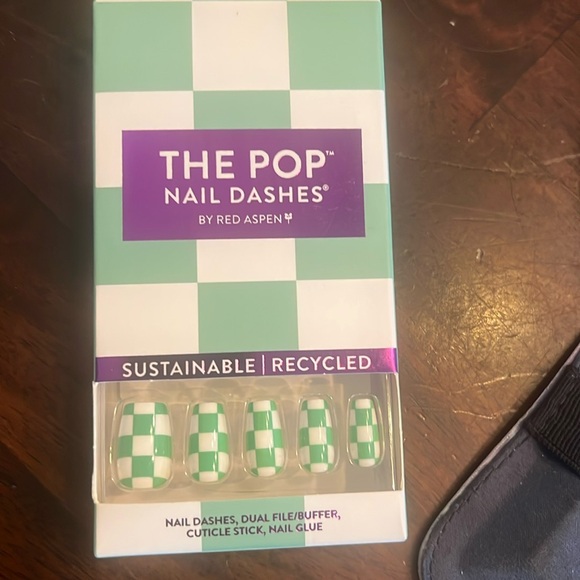 THE POP™
NAIL DASHES®
BY RED ASPEN
SUSTAINABLE | RECYCLED
NAIL DASHES, DUAL FILE/BUFFER,
CUTICLE STICK, NAIL GLUE